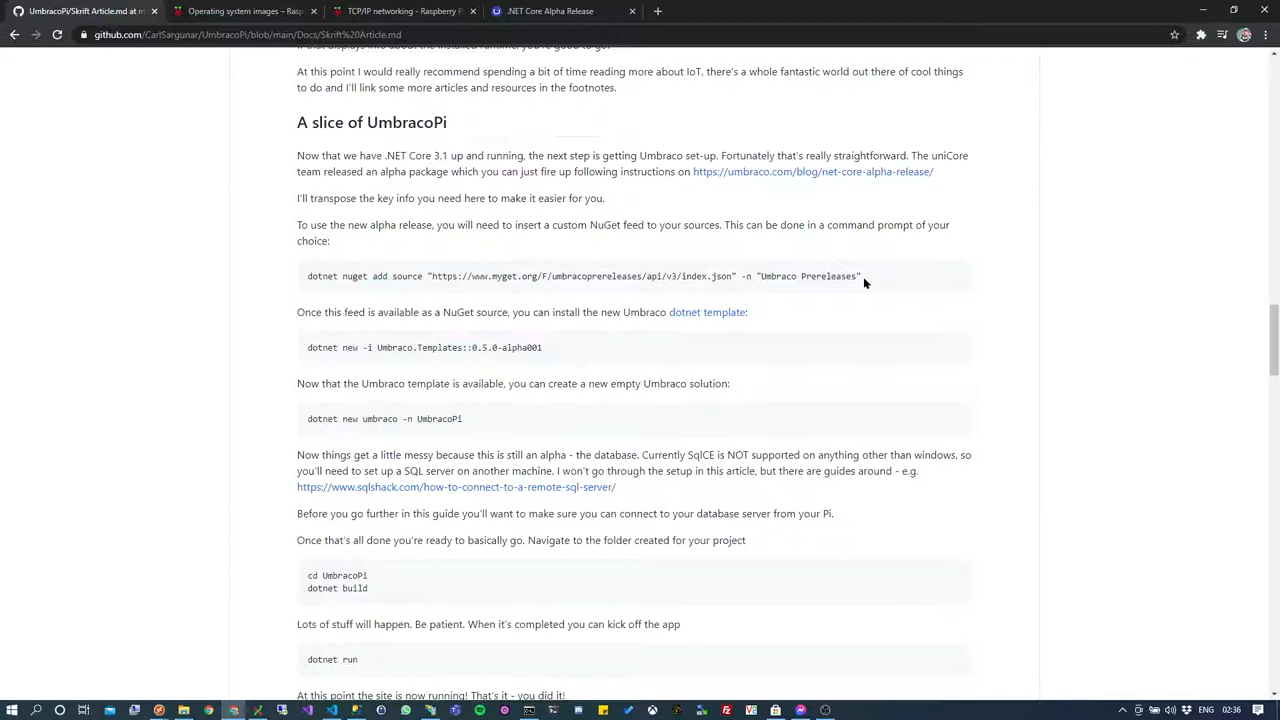 UmbracoPi/Skrift Article.md at m
Operating system images – Rasp
TCP/IP networking - Raspberry Pi
.NET Core Alpha Release
github.com/CarlSargunar/UmbracoPi/blob/main/Docs/Skrift%20Article.md
If that displays info about the installed runtime, you're good to go.
At this point I would really recommend spending a bit of time reading more about IoT, there's a whole fantastic world out there of cool things
to do and I'll link some more articles and resources in the footnotes.
A slice of UmbracoPi
Now that we have .NET Core 3.1 up and running, the next step is getting Umbraco set-up. Fortunately that's really straightforward. The uniCore
team released an alpha package which you can just fire up following instructions on https://umbraco.com/blog/net-core-alpha-release/
I'll transpose the key info you need here to make it easier for you.
To use the new alpha release, you will need to insert a custom NuGet feed to your sources. This can be done in a command prompt of your
choice:
dotnet nuget add source "https://www.myget.org/F/umbracoprereleases/api/v3/index.json" -n "Umbraco Prereleases"
Once this feed is available as a NuGet source, you can install the new Umbraco dotnet template:
dotnet new -i Umbraco.Templates::0.5.0-alpha001
Now that the Umbraco template is available, you can create a new empty Umbraco solution:
dotnet new umbraco -n UmbracoPi
Now things get a little messy because this is still an alpha - the database. Currently SqlCE is NOT supported on anything other than windows, so
you'll need to set up a SQL server on another machine. I won't go through the setup in this article, but there are guides around - e.g.
https://www.sqlshack.com/how-to-connect-to-a-remote-sql-server/
Before you go further in this guide you'll want to make sure you can connect to your database server from your Pi.
Once that's all done you're ready to basically go. Navigate to the folder created for your project
cd UmbracoPi
dotnet build
Lots of stuff will happen. Be patient. When it's completed you can kick off the app
dotnet run
At this point the site is now running! That's it - you did it!
02:36